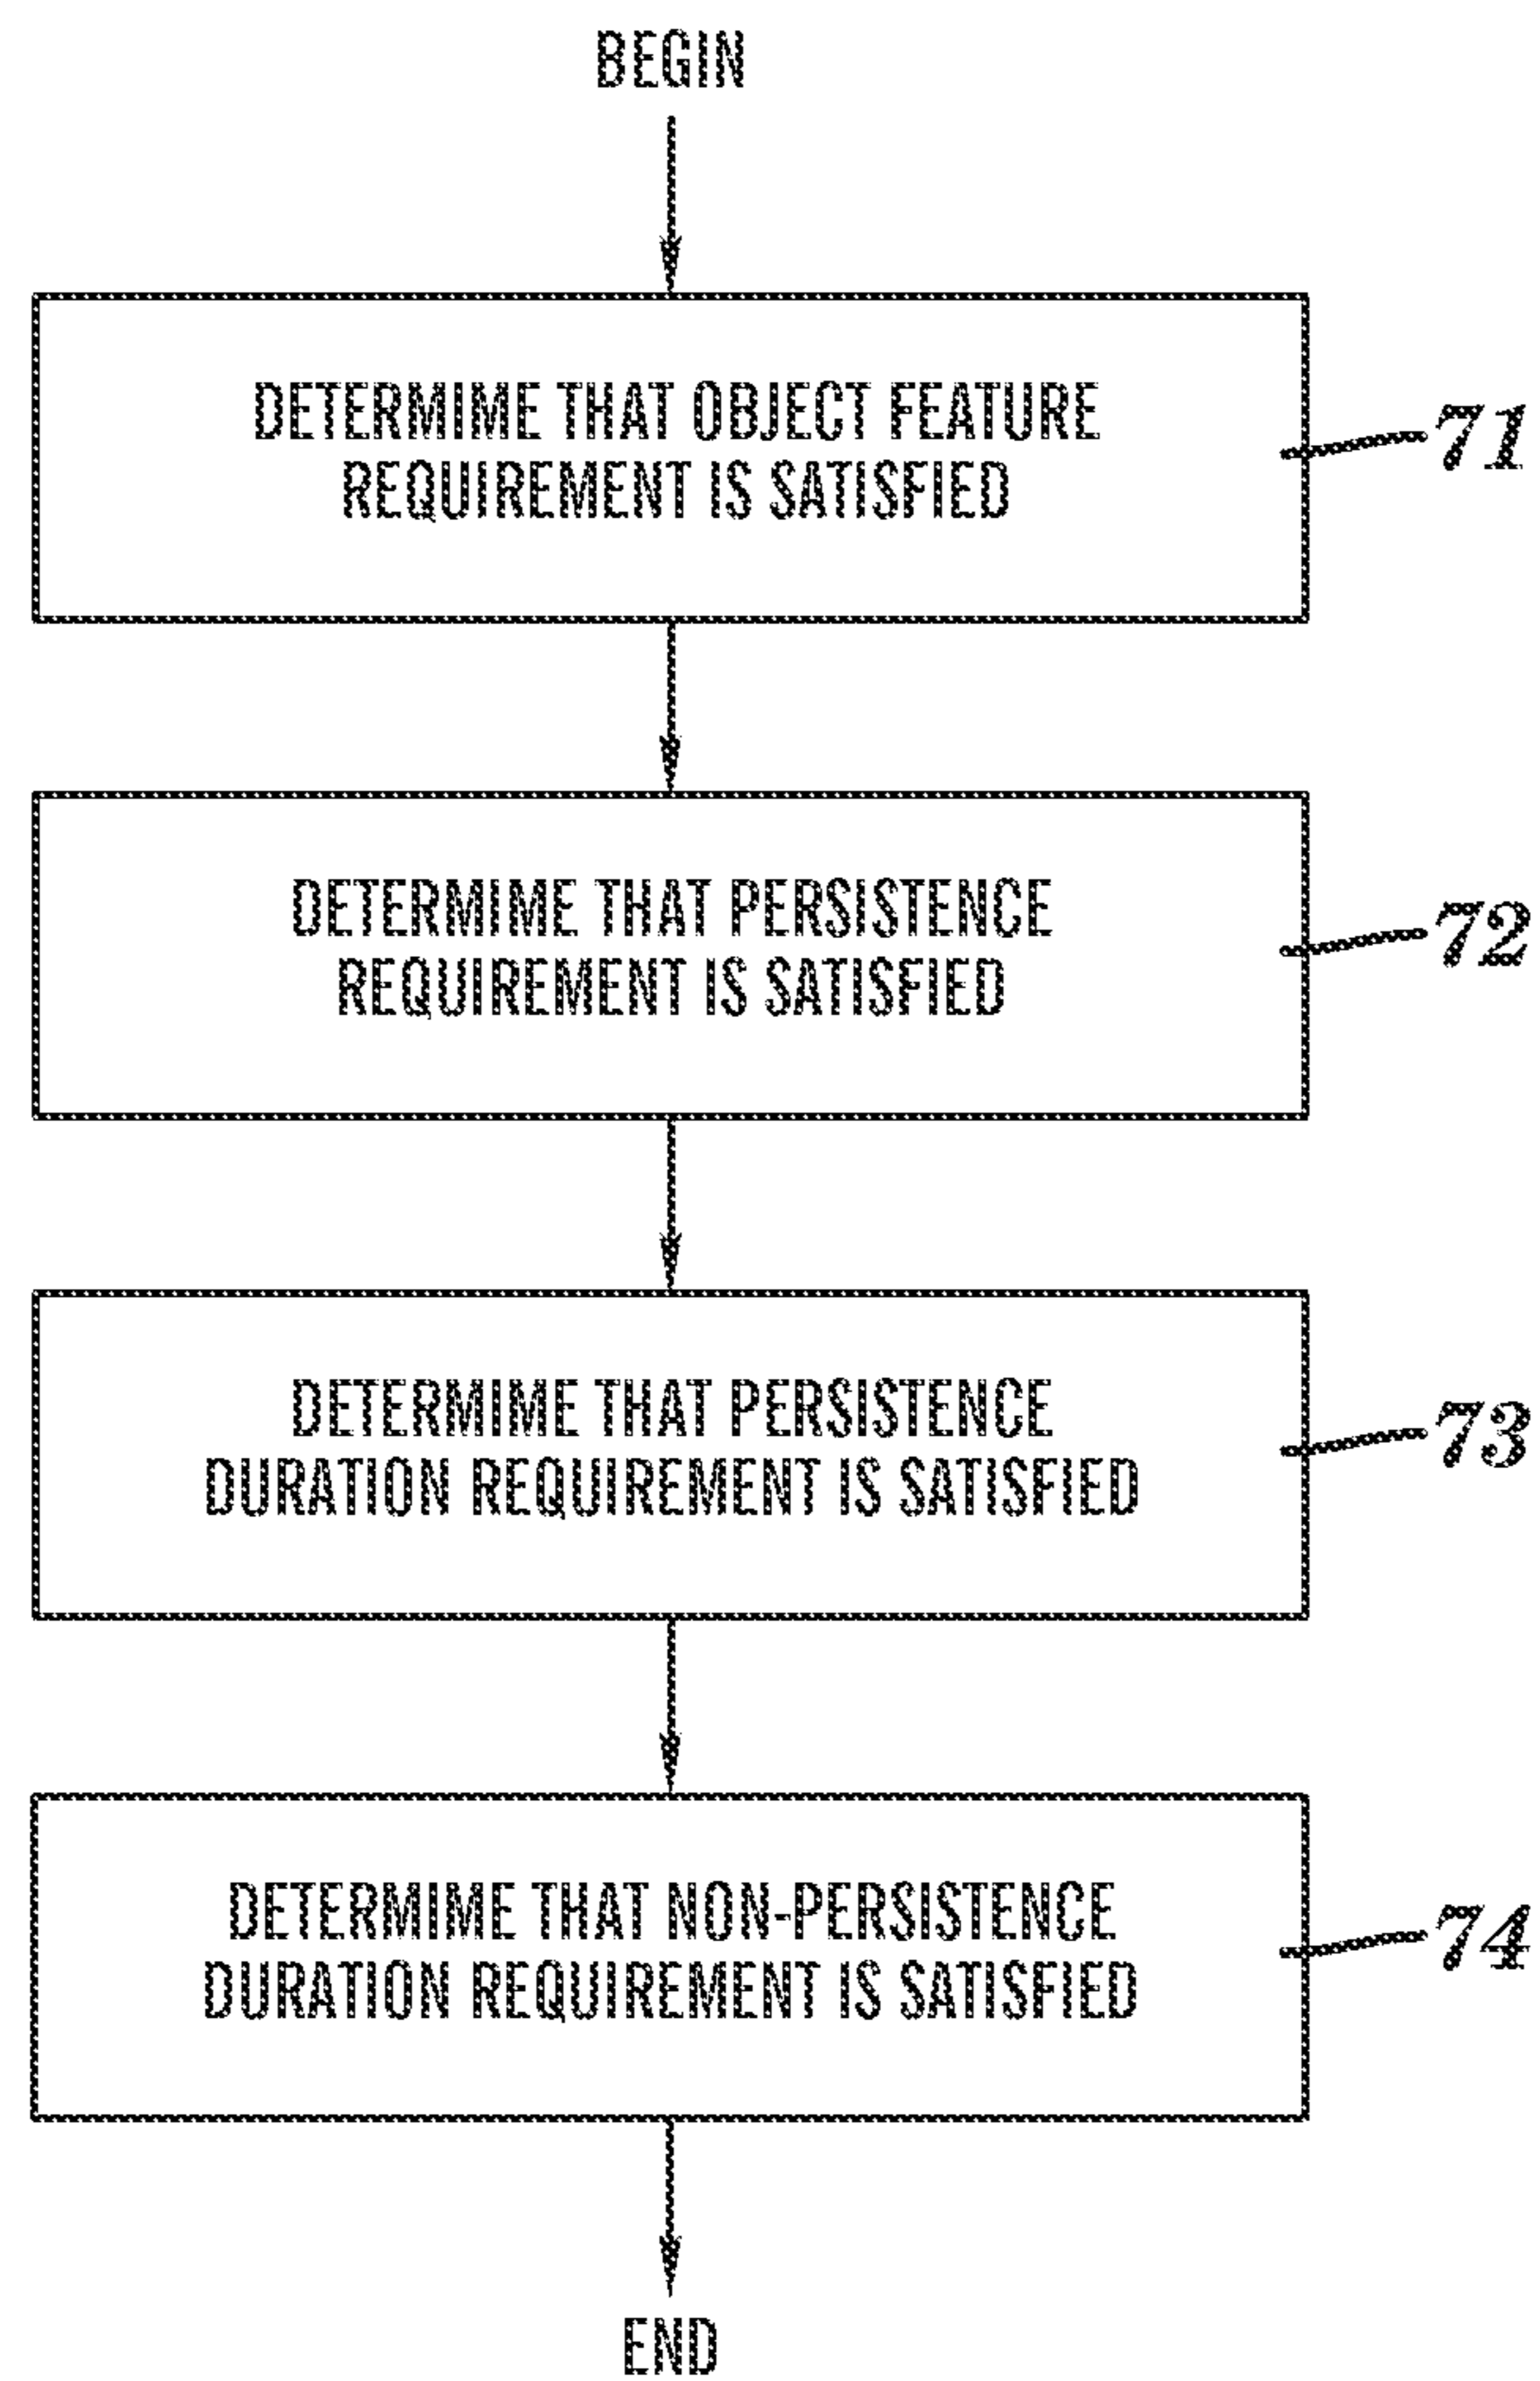 BEGIN
DETERMIME THAT OBJECT FEATURE
REQUIREMENT IS SATISFIED
71
DETERMIME THAT PERSISTENCE
REQUIREMENT IS SATISFIED
72
DETERMIME THAT PERSISTENCE
DURATION REQUIREMENT IS SATISFIED
73
DETERMIME THAT NON-PERSISTENCE
DURATION REQUIREMENT IS SATISFIED
74
END